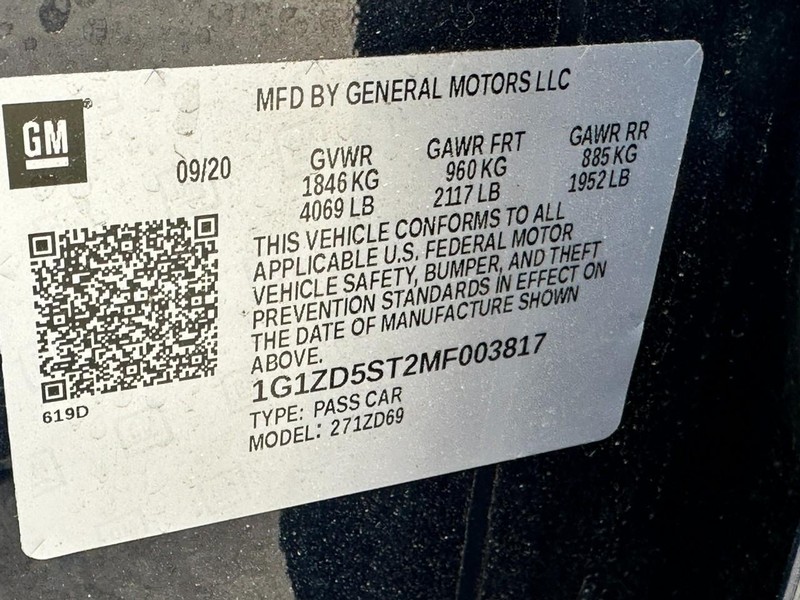 MFD BY GENERAL MOTORS LLC
GM®
09/20
GVWR
1846 KG
4069 LB
GAWR FRT
960 KG
2117 LB
GAWR RR
885 KG
1952 LB
THIS VEHICLE CONFORMS TO ALL
APPLICABLE U.S. FEDERAL MOTOR
VEHICLE SAFETY, BUMPER, AND THEFT
PREVENTION STANDARDS IN EFFECT ON
THE DATE OF MANUFACTURE SHOWN
ABOVE.
1G1ZD5ST2MF003817
TYPE: PASS CAR
MODEL: 271ZD69
619D